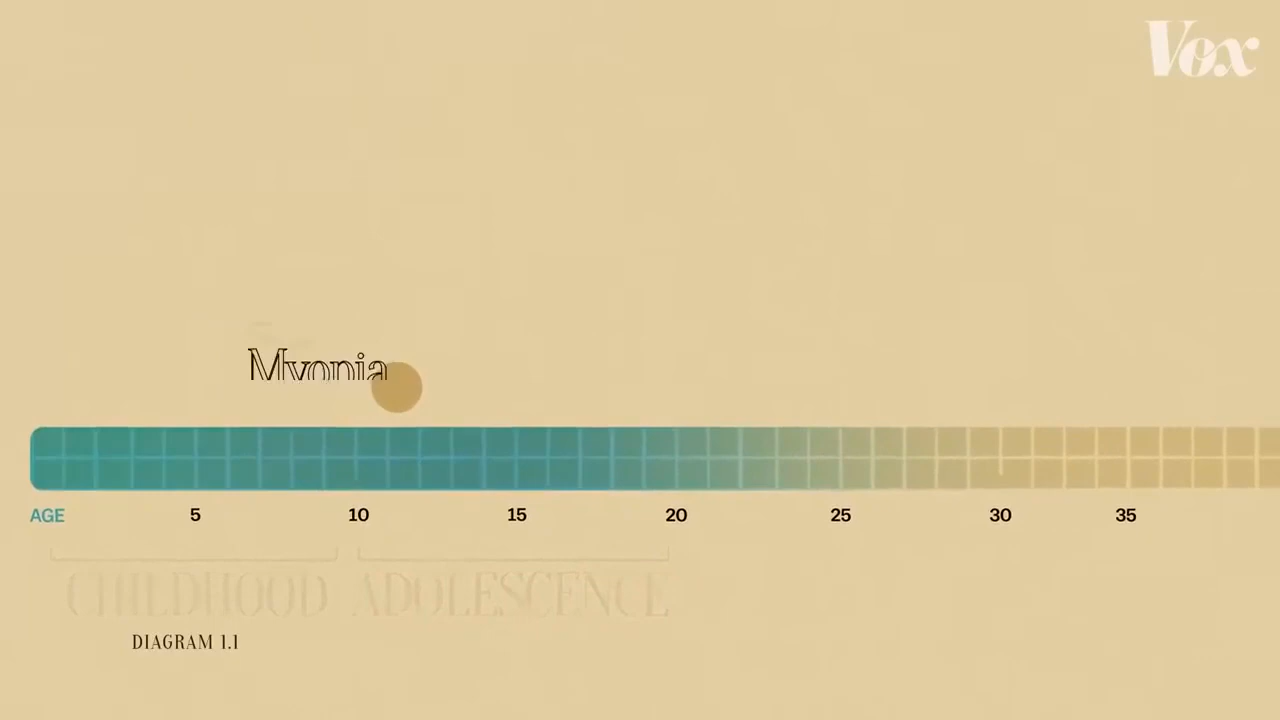 Vox
Myopia
AGE 5 10 15 20 25 30 35
CHILDHOOD ADOLESCENCE
DIAGRAM 1.1